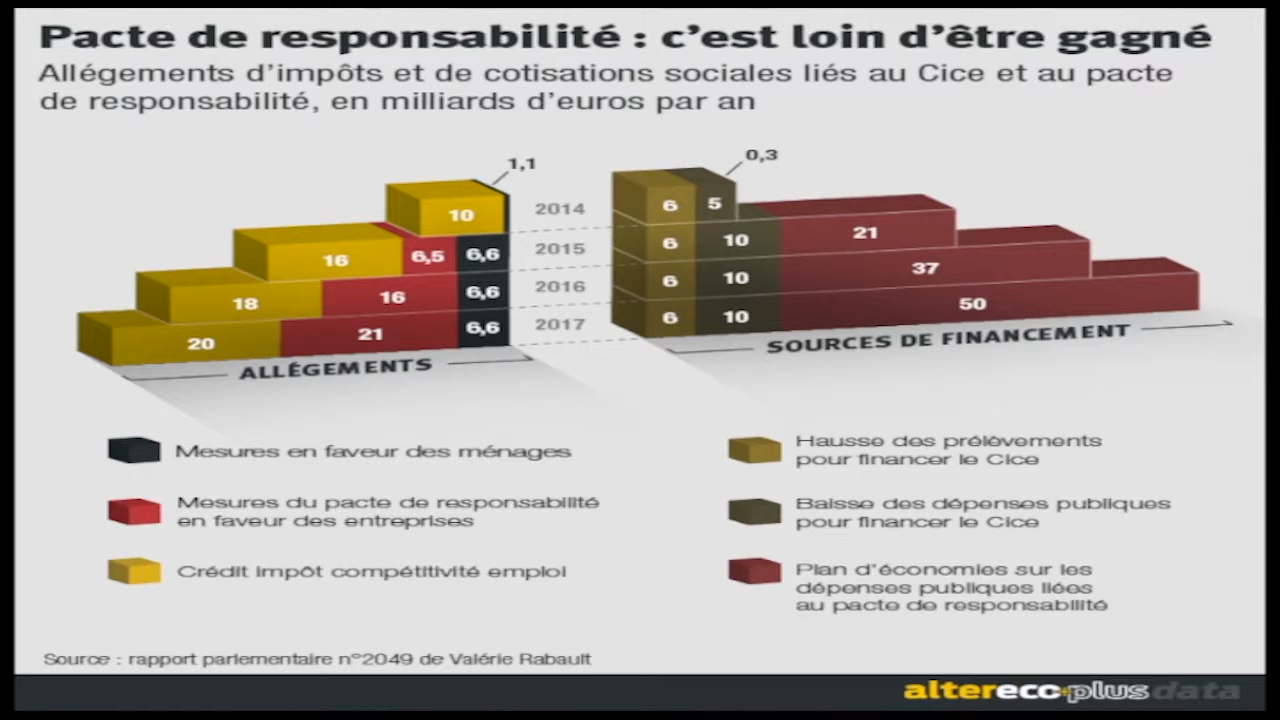 Pacte de responsabilité : c'est loin d'être gagné
Allégements d'impôts et de cotisations sociales liés au Cice et au pacte
de responsabilité, en milliards d'euros par an
1,1
0,3
10
2014
6
5
16
6,5
6,6
2015
6
10
21
18
16
6,6
2016
6
10
37
20
21
6,6
2017
6
10
50
ALLÉGEMENTS
SOURCES DE FINANCEMENT
Mesures en faveur des ménages
Mesures du pacte de responsabilité
en faveur des entreprises
Crédit impôt compétitivité emploi
Hausse des prélèvements
pour financer le Cice
Baisse des dépenses publiques
pour financer le Cice
Plan d'économies sur les
dépenses publiques liées
au pacte de responsabilité
Source : rapport parlementaire n°2049 de Valérie Rabault
alterecoplusdata